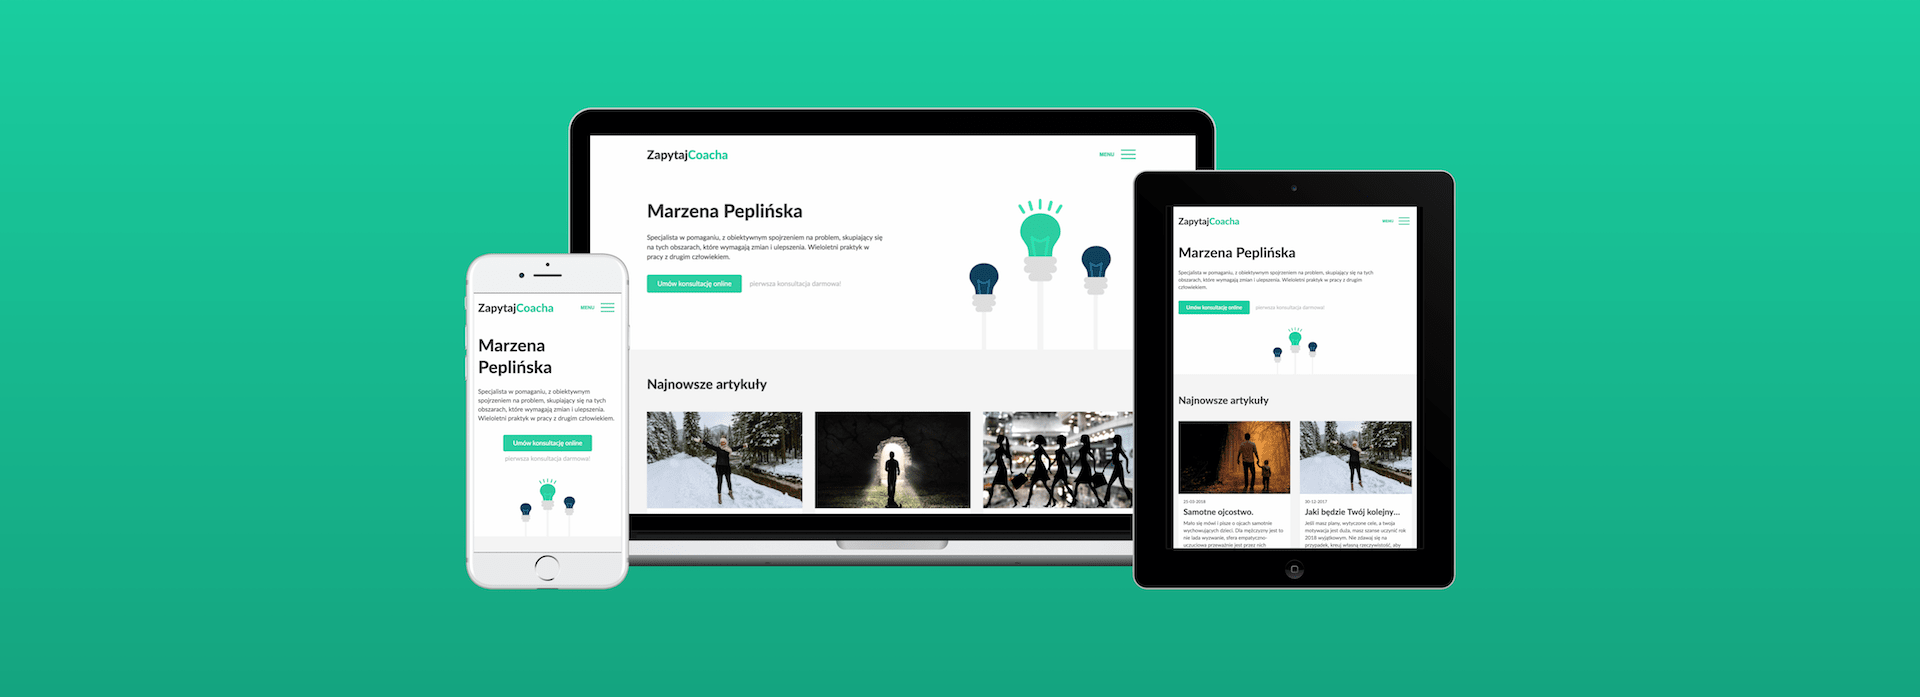 ZapytajCoacha
MENU
Marzena Peplińska
Specjalista w pomaganiu, z obiektywnym spojrzeniem na problem, skupiający się
na tych obszarach, które wymagają zmian i ulepszenia. Wieloletni praktyk w
pracy z drugim człowiekiem.
Umów konsultację online
pierwsza konsultacja darmowa!
Najnowsze artykuły
ZapytajCoacha
MENU
Marzena
Peplińska
Specjalista w pomaganiu, z obiektywnym
spojrzeniem na problem, skupiający się na tych
obszarach, które wymagają zmian i ulepszenia.
Wieloletni praktyk w pracy z drugim człowiekiem.
Umów konsultację online
pierwsza konsultacja darmowa!
ZapytajCoacha
MENU
Marzena Peplińska
Specjalista w pomaganiu, z obiektywnym spojrzeniem na problem, skupiający się na tych
obszarach, które wymagają zmian i ulepszenia. Wieloletni praktyk w pracy z drugim
człowiekiem.
Umów konsultację online
pierwsza konsultacja darmowa!
Najnowsze artykuły
23-03-2018
Samotne ojcostwo.
Mało się mówi i pisze o ojcach samotnie
wychowujących dzieci. Dla mężczyzny jest to
nie lada wyzwanie, sfera empatyczno-
uczuciowa przeważnie jest przez nich
30-12-2017
Jaki będzie Twój kolejny...
Jeśli masz plany, wytyczone cele, a twoja
motywacja jest duża, masz szanse uczynić rok
2018 wyjątkowym. Nie zdawaj się na
przypadek, kreuj własną rzeczywistość, aby